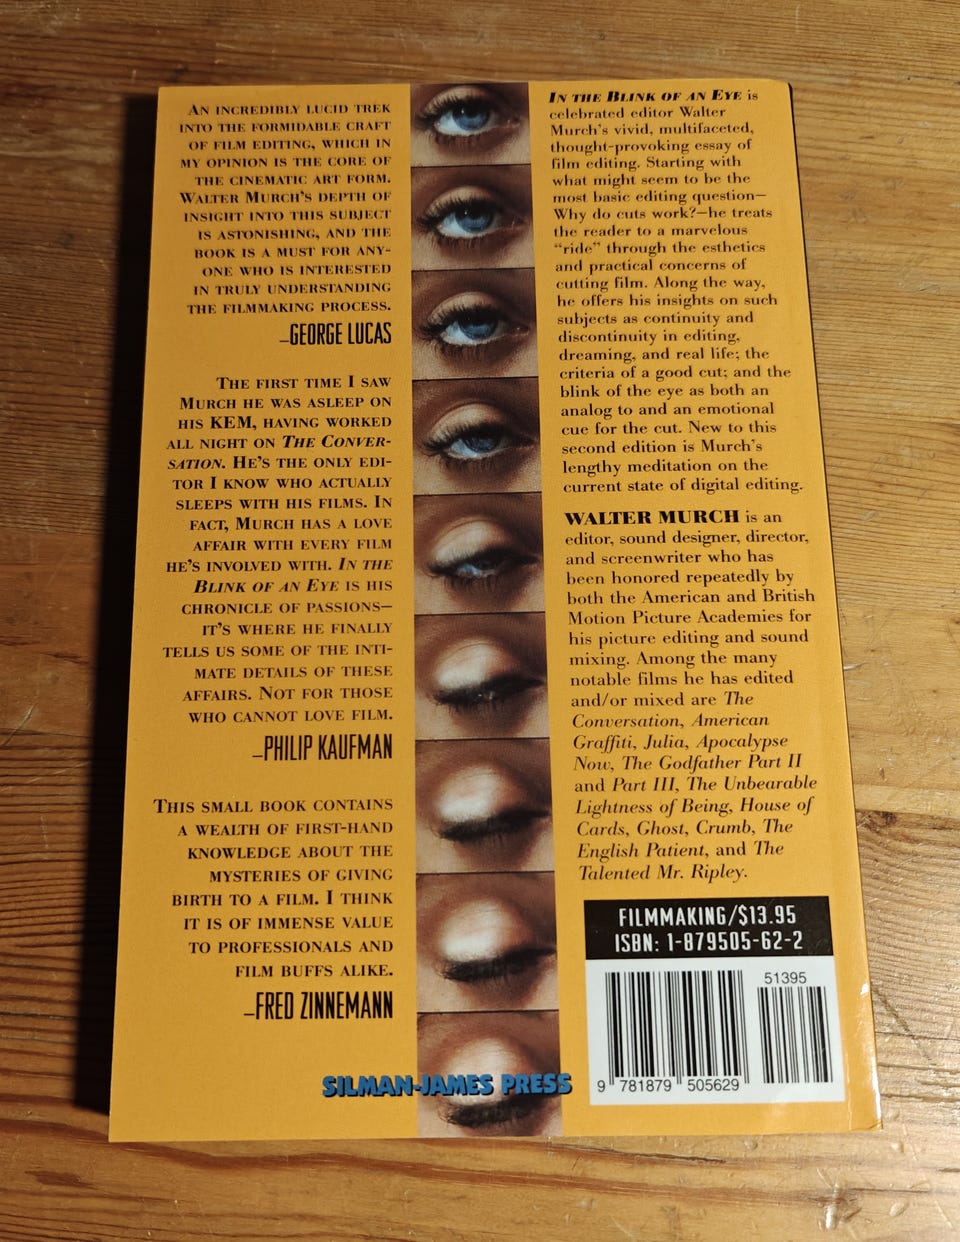 AN INCREDIBLY LUCID TREK
INTO THE FORMIDABLE CRAFT
OF FILM EDITING, WHICH IN
MY OPINION IS THE CORE OF
THE CINEMATIC ART FORM.
WALTER MURCH'S DEPTH OF
INSIGHT INTO THIS SUBJECT
IS ASTONISHING, AND THE
BOOK IS A MUST FOR ANY-
ONE WHO IS INTERESTED
IN TRULY UNDERSTANDING
THE FILMMAKING PROCESS.
–GEORGE LUCAS
THE FIRST TIME I SAW
MURCH HE WAS ASLEEP ON
HIS KEM, HAVING WORKED
ALL NIGHT ON THE CONVER-
SATION. HE'S THE ONLY EDI-
TOR I KNOW WHO ACTUALLY
SLEEPS WITH HIS FILMS. IN
FACT, MURCH HAS A LOVE
AFFAIR WITH EVERY FILM
HE'S INVOLVED WITH. IN THE
BLINK OF AN EYE IS HIS
CHRONICLE OF PASSIONS—
IT'S WHERE HE FINALLY
TELLS US SOME OF THE INTI-
MATE DETAILS OF THESE
AFFAIRS. NOT FOR THOSE
WHO CANNOT LOVE FILM.
–PHILIP KAUFMAN
THIS SMALL BOOK CONTAINS
A WEALTH OF FIRST-HAND
KNOWLEDGE ABOUT THE
MYSTERIES OF GIVING
BIRTH TO A FILM. I THINK
IT IS OF IMMENSE VALUE
TO PROFESSIONALS AND
FILM BUFFS ALIKE.
–FRED ZINNEMANN
IN THE BLINK OF AN EYE is
celebrated editor Walter
Murch's vivid, multifaceted,
thought-provoking essay of
film editing. Starting with
what might seem to be the
most basic editing question—
Why do cuts work?—he treats
the reader to a marvelous
"ride" through the esthetics
and practical concerns of
cutting film. Along the way,
he offers his insights on such
subjects as continuity and
discontinuity in editing,
dreaming, and real life; the
criteria of a good cut; and the
blink of the eye as both an
analog to and an emotional
cue for the cut. New to this
second edition is Murch's
lengthy meditation on the
current state of digital editing.
WALTER MURCH is an
editor, sound designer, director,
and screenwriter who has
been honored repeatedly by
both the American and British
Motion Picture Academies for
his picture editing and sound
mixing. Among the many
notable films he has edited
and/or mixed are The
Conversation, American
Graffiti, Julia, Apocalypse
Now, The Godfather Part II
and Part III, The Unbearable
Lightness of Being, House of
Cards, Ghost, Crumb, The
English Patient, and The
Talented Mr. Ripley.
FILMMAKING/$13.95
ISBN: 1-879505-62-2
51395
9 781879 505629
SILMAN-JAMES PRESS